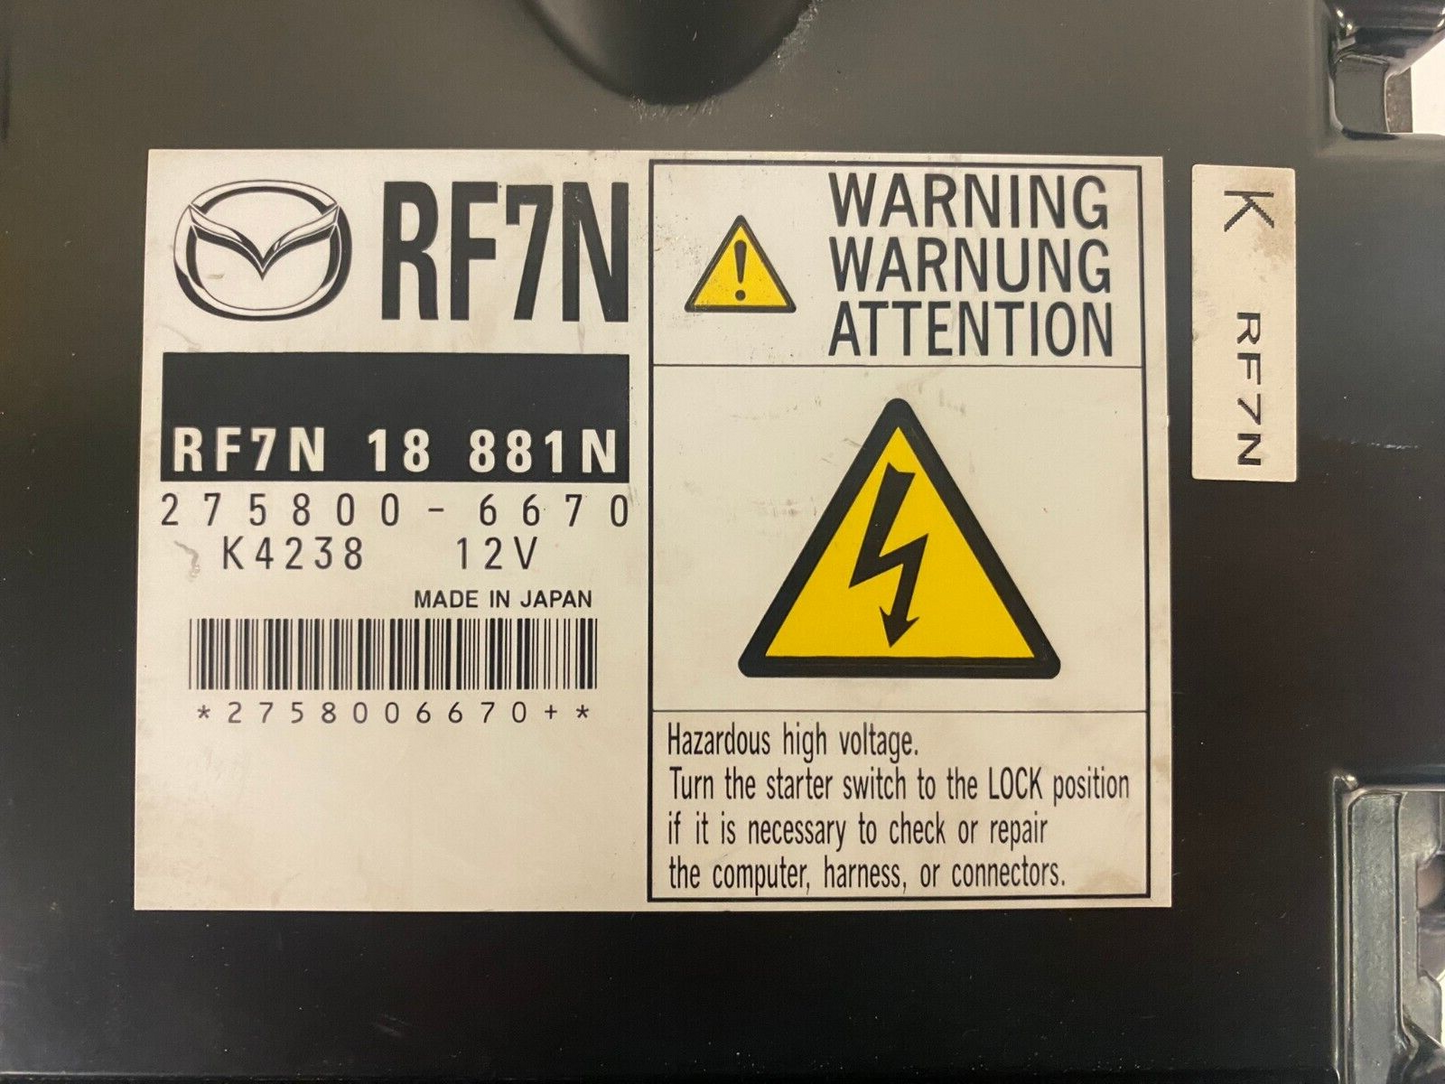 RF7N
RF7N 18 881N
275800-6670
K4238 12V
MADE IN JAPAN
*2758006670+*
WARNING
WARNUNG
ATTENTION
Hazardous high voltage.
Turn the starter switch to the LOCK position
if it is necessary to check or repair
the computer, harness, or connectors.
K RF7N